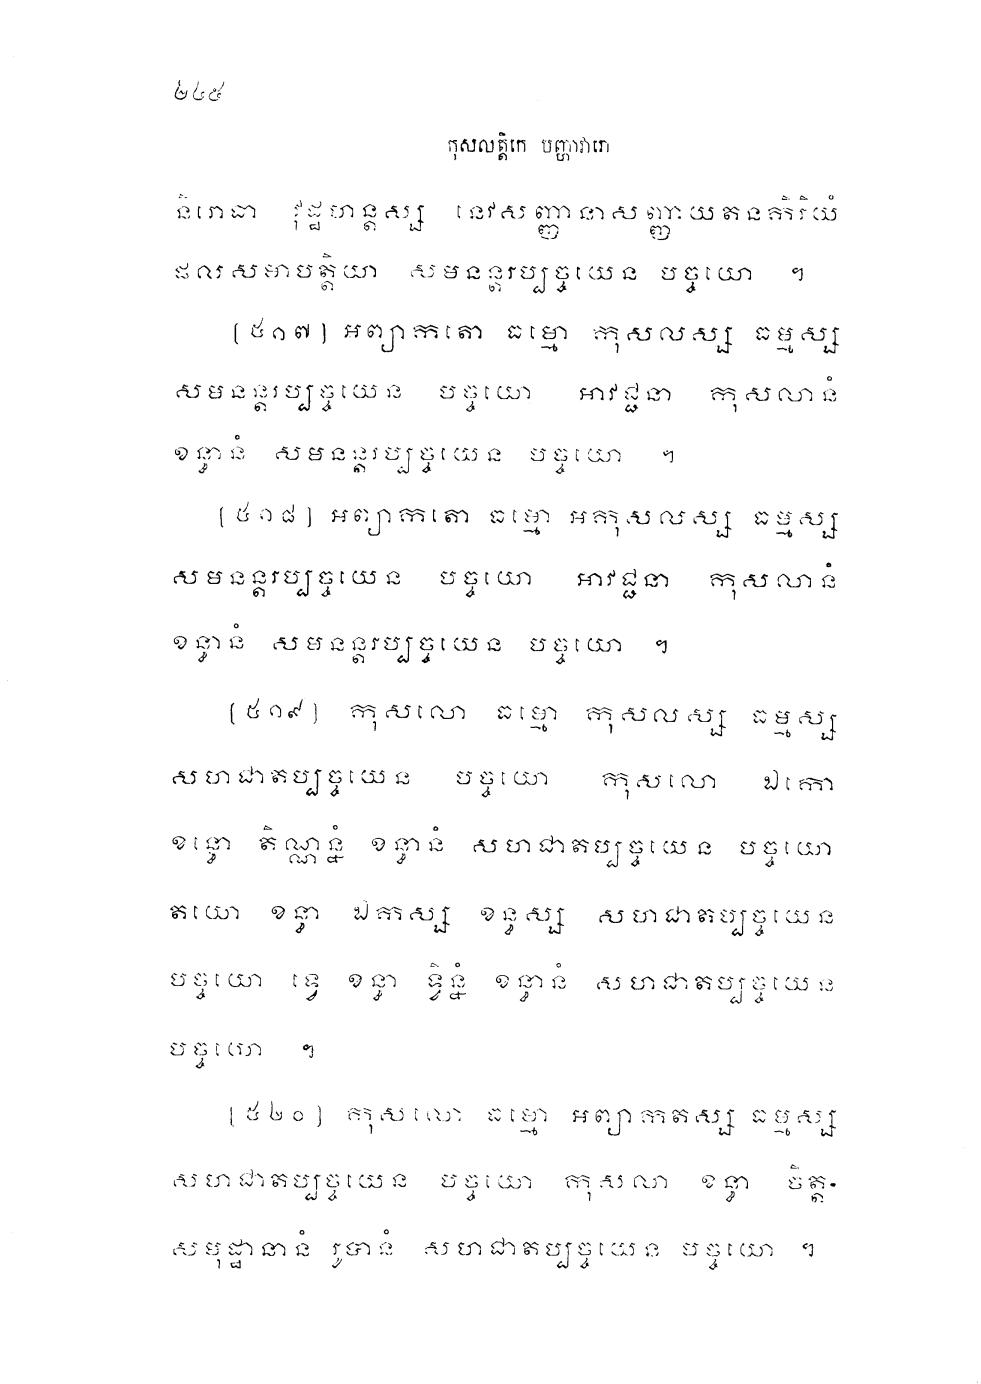 ២៤៥
កុសលត្តិកេ បញ្ហាវារោ
និរោធា វុដ្ឋហន្តស្ស នេវសញ្ញានាសញ្ញាយតនកិរិយំ
ផលសមាបត្តិយា សមនន្តរប្បច្ចយេន បច្ចយោ ។
[៥១៧] អព្យាកតោ ធម្មោ កុសលស្ស ធម្មស្ស
សមនន្តរប្បច្ចយេន បច្ចយោ អាវជ្ជនា កុសលានំ
ខន្ធានំ សមនន្តរប្បច្ចយេន បច្ចយោ ។
[៥១៨] អព្យាកតោ ធម្មោ អកុសលស្ស ធម្មស្ស
សមនន្តរប្បច្ចយេន បច្ចយោ អាវជ្ជនា កុសលានំ
ខន្ធានំ សមនន្តរប្បច្ចយេន បច្ចយោ ។
[៥១៩] កុសលោ ធម្មោ កុសលស្ស ធម្មស្ស
សហជាតប្បច្ចយេន បច្ចយោ កុសលោ ឯកោ
ខន្ធោ តិណ្ណន្នំ ខន្ធានំ សហជាតប្បច្ចយេន បច្ចយោ
តយោ ខន្ធា ឯកស្ស ខន្ធស្ស សហជាតប្បច្ចយេន
បច្ចយោ ទ្វេ ខន្ធា ទ្វិន្នំ ខន្ធានំ សហជាតប្បច្ចយេន
បច្ចយោ ។
[៥២០] កុសលោ ធម្មោ អព្យាកតស្ស ធម្មស្ស
សហជាតប្បច្ចយេន បច្ចយោ កុសលា ខន្ធា ចិត្ត-
សមុដ្ឋានានំ រូបានំ សហជាតប្បច្ចយេន បច្ចយោ ។